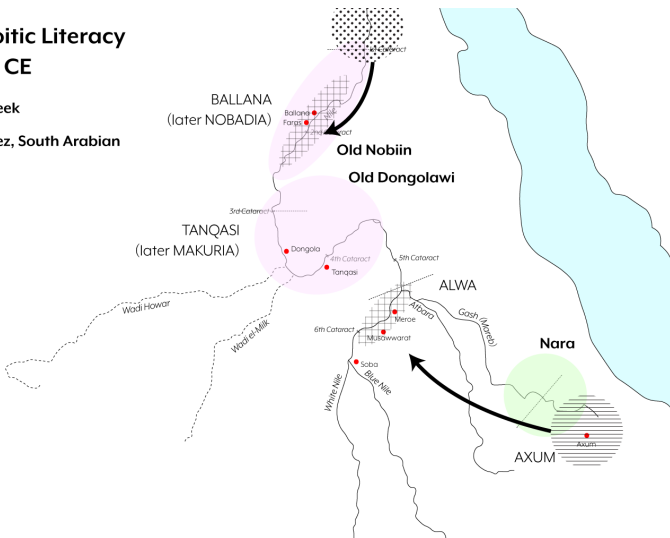 oitic Literacy
CE
eek
ez, South Arabian
Cataract
BALLANA
(later NOBADIA)
Ballana
Faras
Nile
2nd Cataract
Old Nobiin
Old Dongolawi
3rd Cataract
TANQASI
(later MAKURIA)
Dongola
4th Cataract
Tanqasi
5th Cataract
ALWA
Wadi Howar
Wadi el-Milk
Atbara
Gash (Mareb)
Meroe
6th Cataract
Musawwarat
Soba
White Nile
Blue Nile
Nara
Axum
AXUM